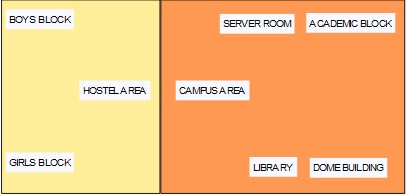 BOYS BLOCK
SERVER ROOM
ACADEMIC BLOCK
HOSTEL AREA
CAMPUS AREA
GIRLS BLOCK
LIBRARY
DOME BUILDING